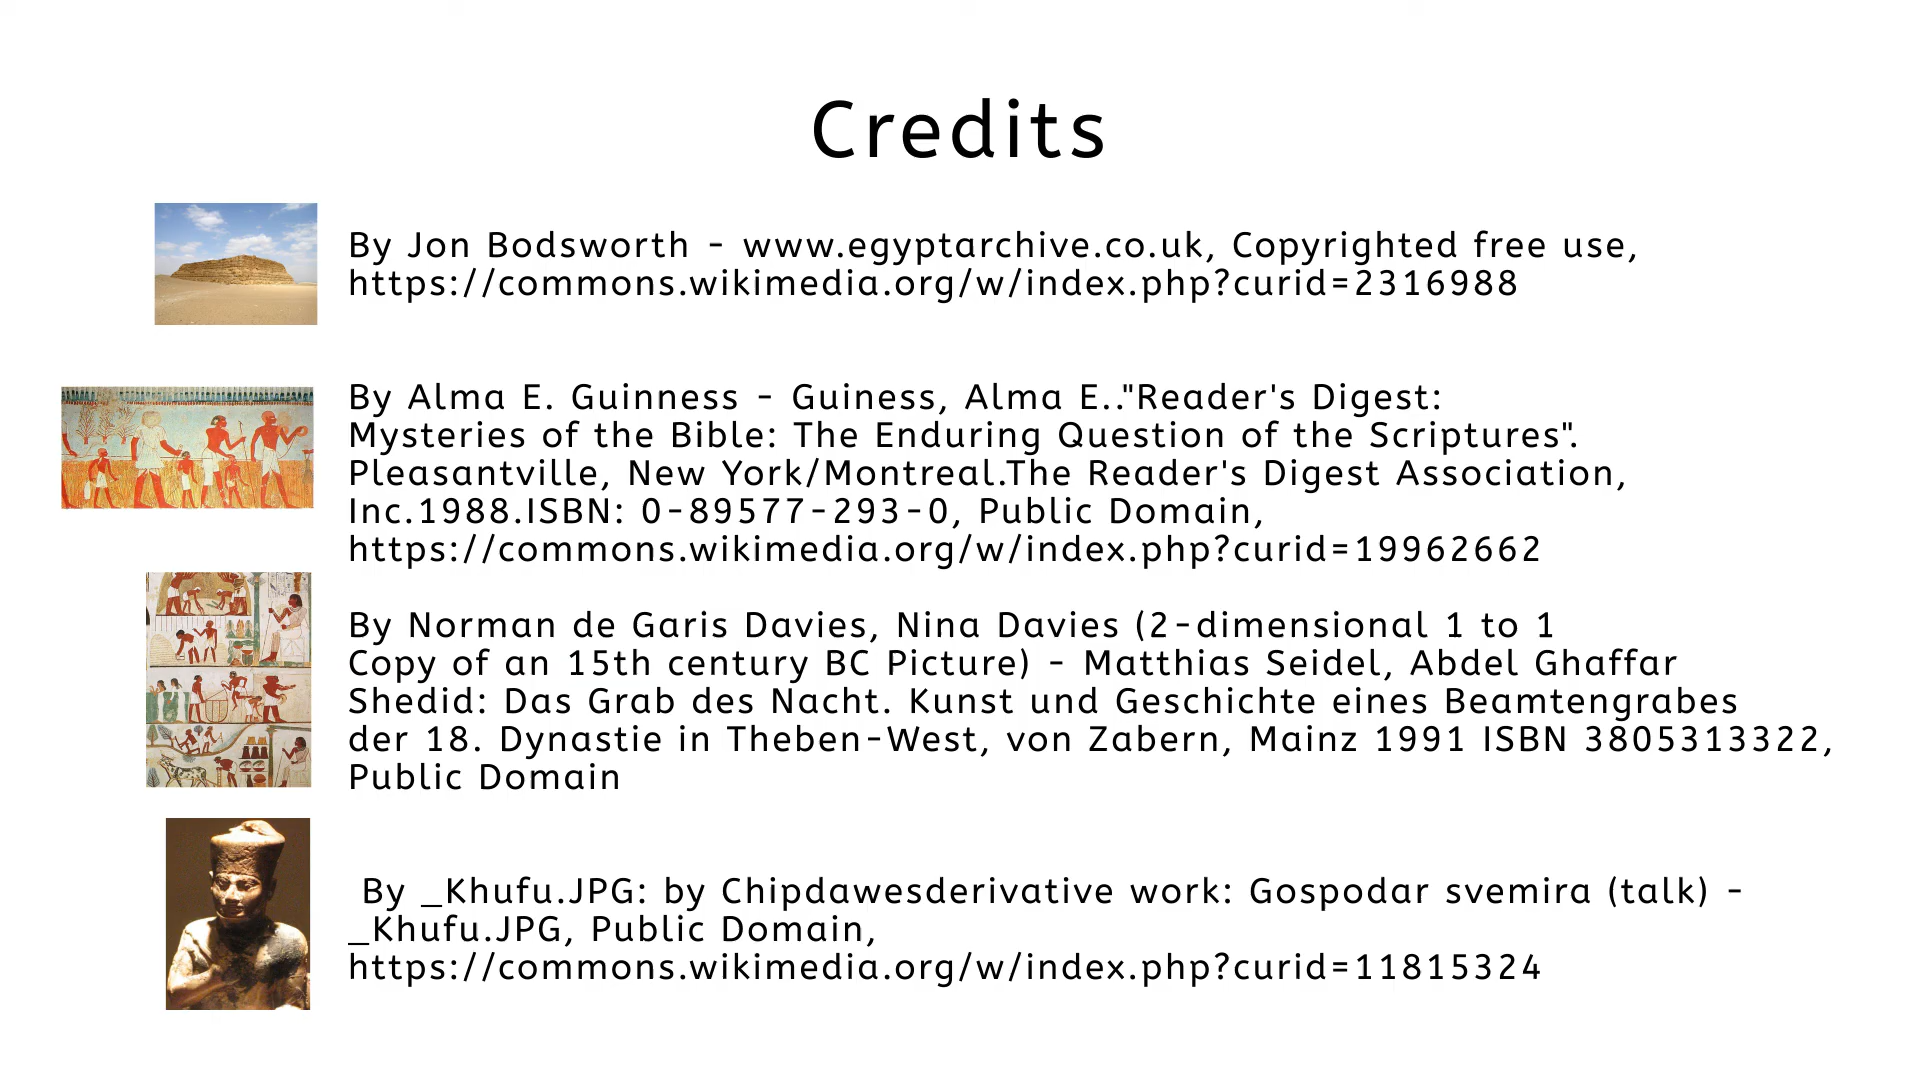 Credits
By Jon Bodsworth - www.egyptarchive.co.uk, Copyrighted free use,
https://commons.wikimedia.org/w/index.php?curid=2316988
By Alma E. Guinness - Guiness, Alma E.."Reader's Digest:
Mysteries of the Bible: The Enduring Question of the Scriptures".
Pleasantville, New York/Montreal.The Reader's Digest Association,
Inc.1988.ISBN: 0-89577-293-0, Public Domain,
https://commons.wikimedia.org/w/index.php?curid=19962662
By Norman de Garis Davies, Nina Davies (2-dimensional 1 to 1
Copy of an 15th century BC Picture) - Matthias Seidel, Abdel Ghaffar
Shedid: Das Grab des Nacht. Kunst und Geschichte eines Beamtengrabes
der 18. Dynastie in Theben-West, von Zabern, Mainz 1991 ISBN 3805313322,
Public Domain
By _Khufu.JPG: by Chipdawesderivative work: Gospodar svemira (talk) -
_Khufu.JPG, Public Domain,
https://commons.wikimedia.org/w/index.php?curid=11815324